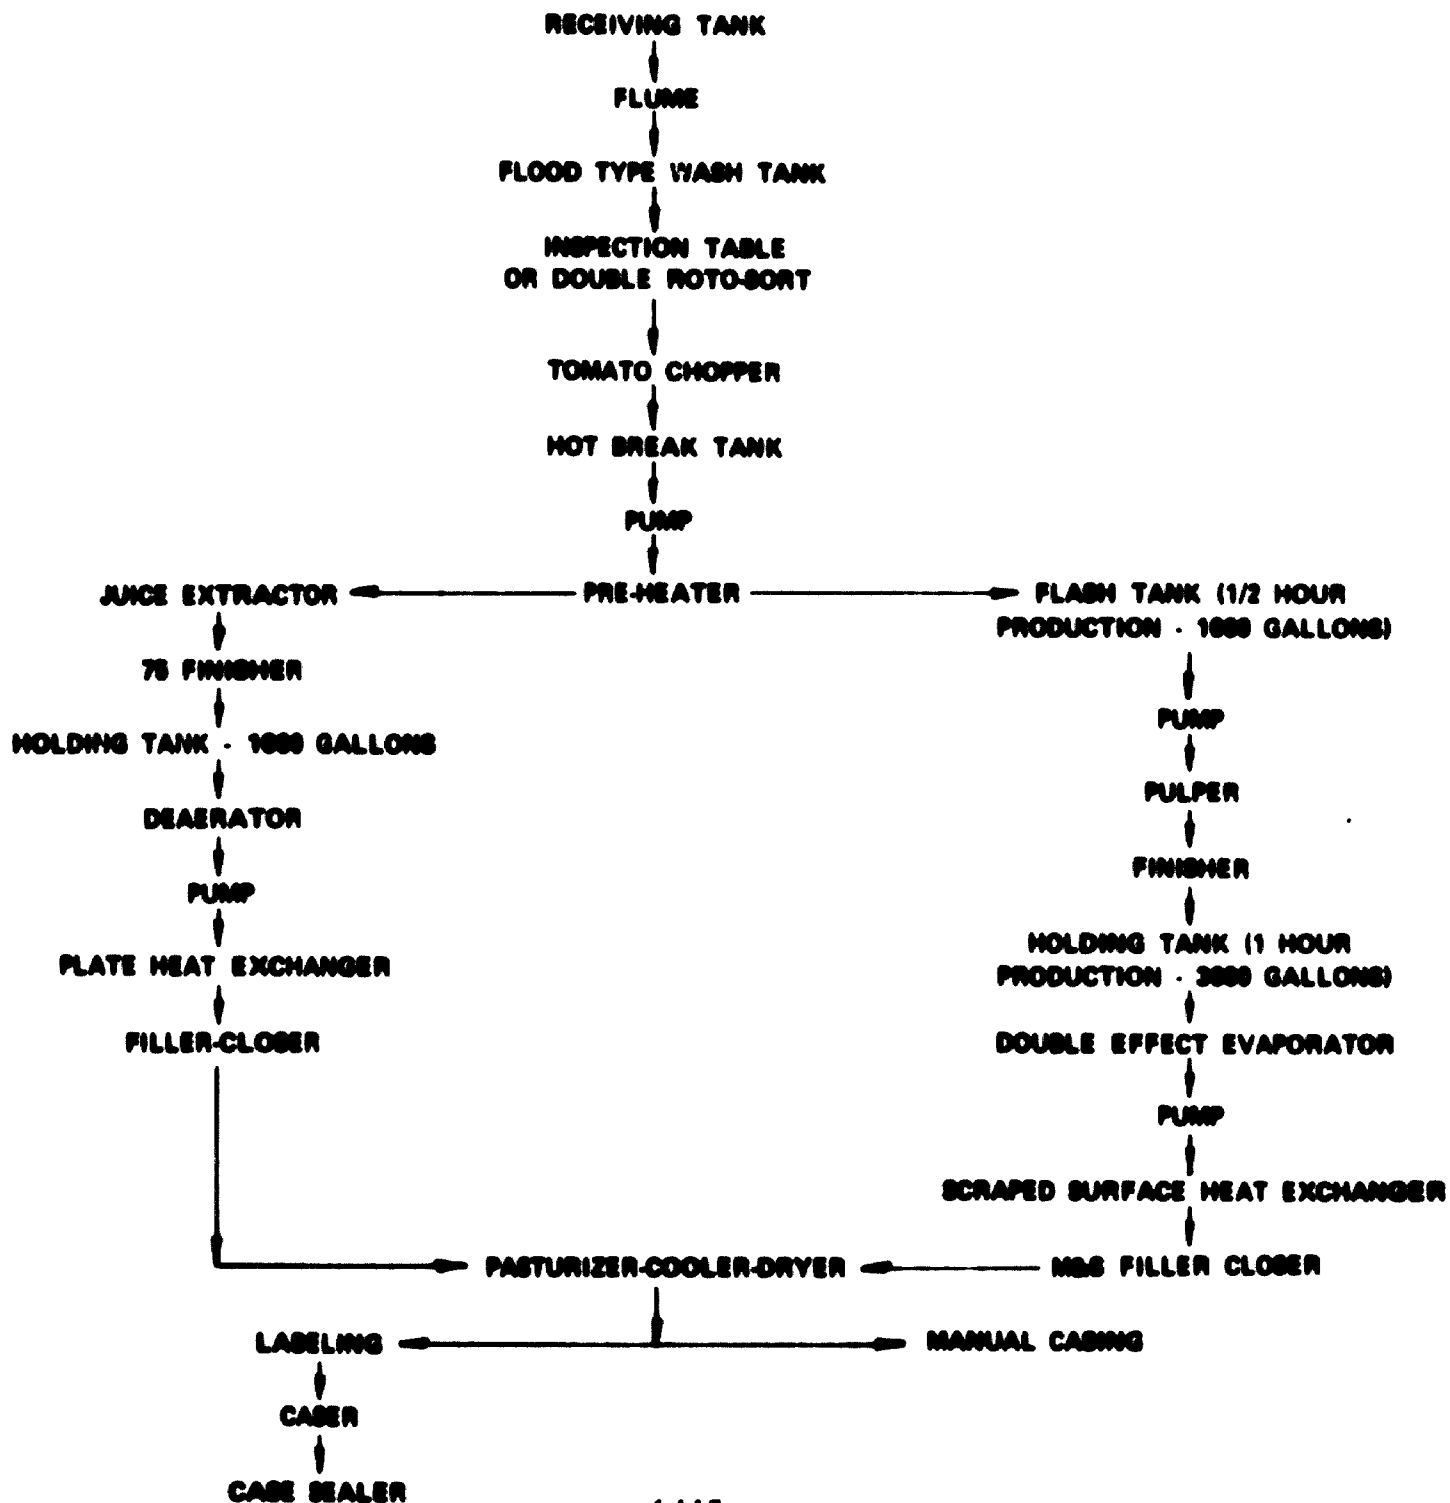 RECEIVING TANK
FLUME
FLOOD TYPE WASH TANK
INSPECTION TABLE
OR DOUBLE ROTO-SORT
TOMATO CHOPPER
HOT BREAK TANK
PUMP
PRE-HEATER
JUICE EXTRACTOR
75 FINISHER
HOLDING TANK - GALLONS
DEAERATOR
PUMP
PLATE HEAT EXCHANGER
FILLER-CLOSER
FLASH TANK (1/2 HOUR
PRODUCTION - GALLONS)
PUMP
PULPER
FINISHER
HOLDING TANK (1 HOUR
PRODUCTION - GALLONS)
DOUBLE EFFECT EVAPORATOR
PUMP
SCRAPED SURFACE HEAT EXCHANGER
M&S FILLER CLOSER
PASTURIZER-COOLER-DRYER
LABELING
MANUAL CASING
CASER
CASE SEALER